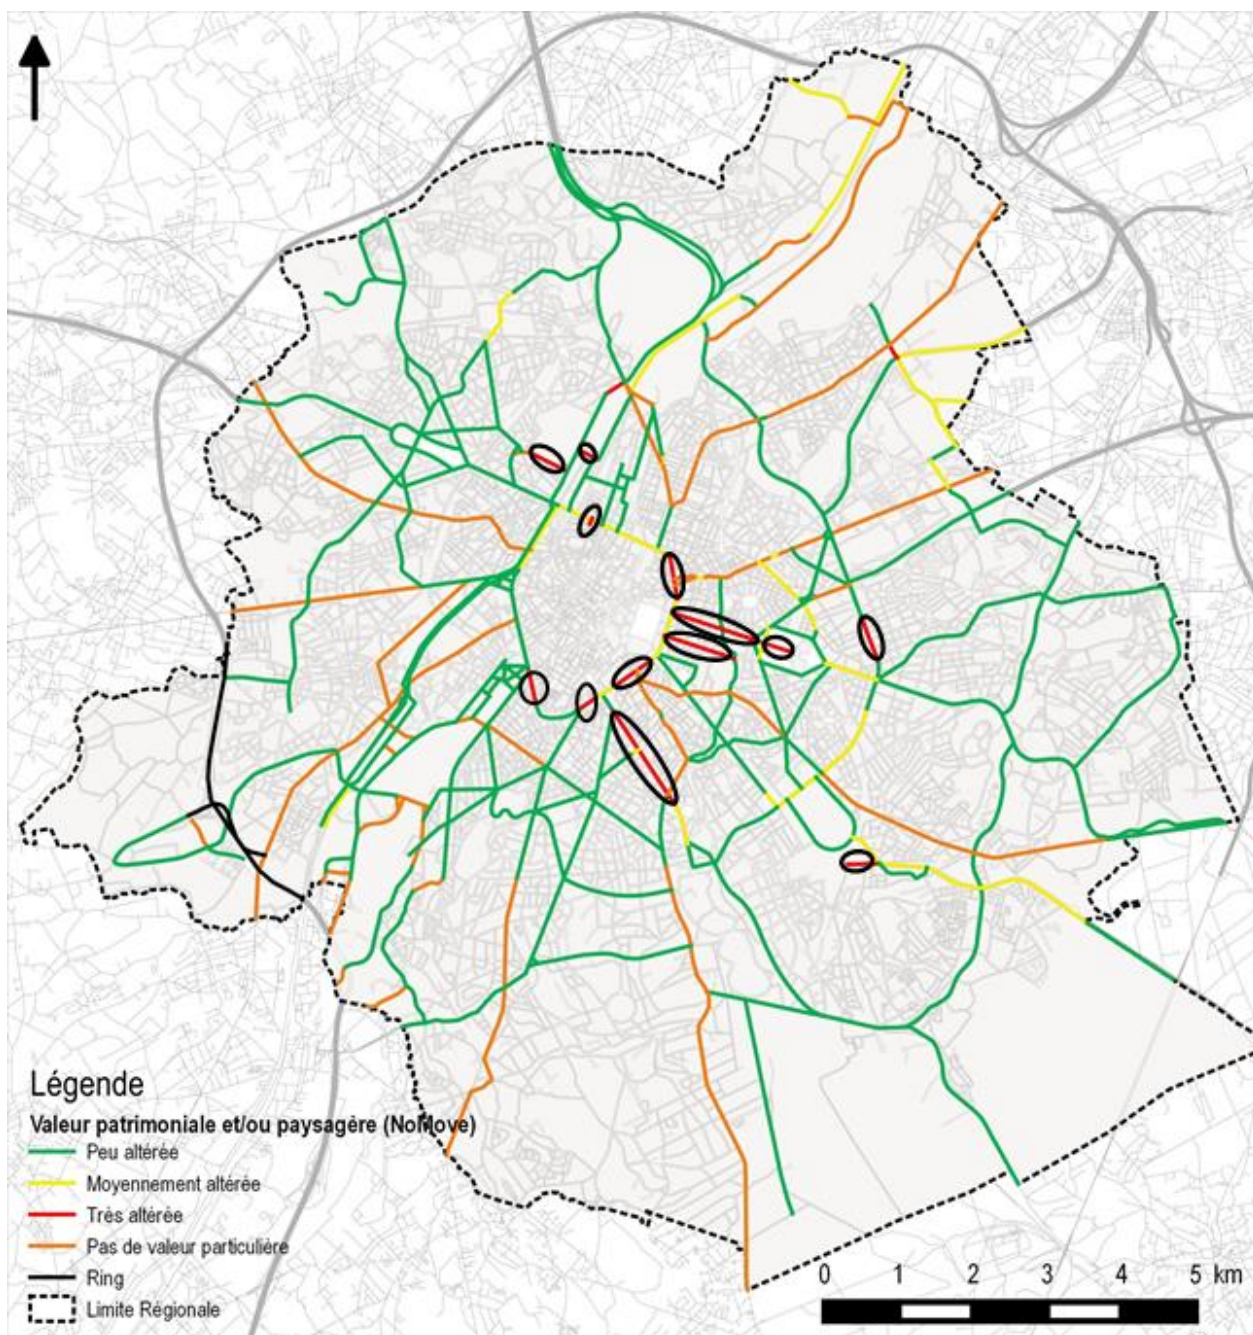 Légende
Valeur patrimoniale et/ou paysagère (NoMove)
Peu altérée
Moyennement altérée
Très altérée
Pas de valeur particulière
Ring
Limite Régionale
0 1 2 3 4 5 km